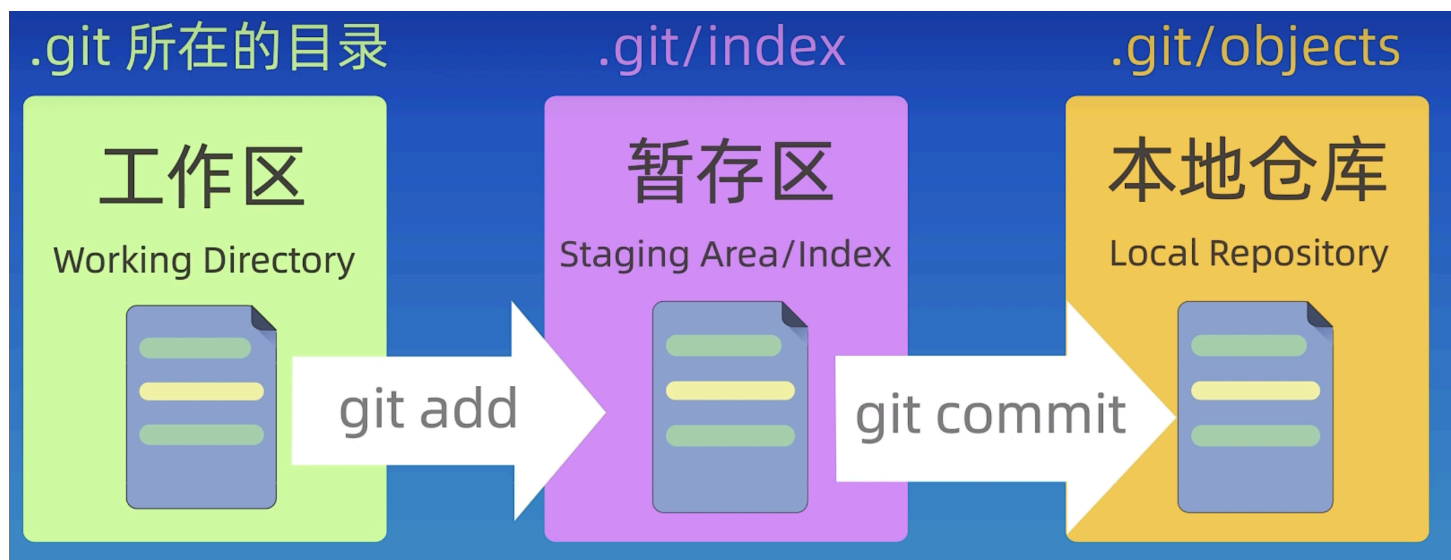 .git 所在的目录
.git/index
.git/objects
工作区
Working Directory
暂存区
Staging Area/Index
本地仓库
Local Repository
git add
git commit